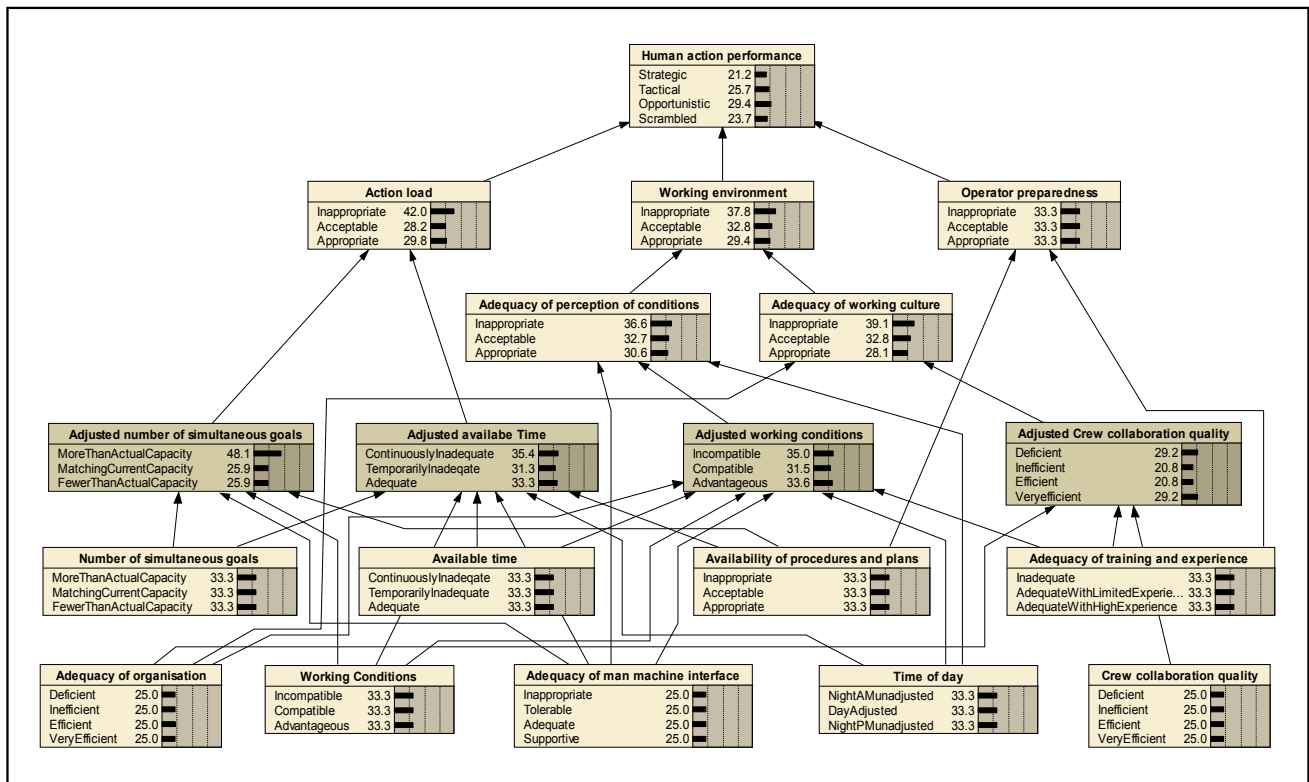 Human action performance
Strategic 21.2
Tactical 25.7
Opportunistic 29.4
Scrambled 23.7
Action load
Inappropriate 42.0
Acceptable 28.2
Appropriate 29.8
Working environment
Inappropriate 37.8
Acceptable 32.8
Appropriate 29.4
Operator preparedness
Inappropriate 33.3
Acceptable 33.3
Appropriate 33.3
Adequacy of perception of conditions
Inappropriate 36.6
Acceptable 32.7
Appropriate 30.6
Adequacy of working culture
Inappropriate 39.1
Acceptable 32.8
Appropriate 28.1
Adjusted number of simultaneous goals
MoreThanActualCapacity 48.1
MatchingCurrentCapacity 25.9
FewerThanActualCapacity 25.9
Adjusted availabe Time
ContinuouslyInadequate 35.4
TemporarilyInadeqate 31.3
Adequate 33.3
Adjusted working conditions
Incompatible 35.0
Compatible 31.5
Advantageous 33.6
Adjusted Crew collaboration quality
Deficient 29.2
Inefficient 20.8
Efficient 20.8
Veryefficient 29.2
Number of simultaneous goals
MoreThanActualCapacity 33.3
MatchingCurrentCapacity 33.3
FewerThanActualCapacity 33.3
Available time
ContinuouslyInadeqate 33.3
TemporarilyInadequate 33.3
Adequate 33.3
Availability of procedures and plans
Inappropriate 33.3
Acceptable 33.3
Appropriate 33.3
Adequacy of training and experience
Inadequate 33.3
AdequateWithLimitedExperie... 33.3
AdequateWithHighExperience 33.3
Adequacy of organisation
Deficient 25.0
Inefficient 25.0
Efficient 25.0
VeryEfficient 25.0
Working Conditions
Incompatible 33.3
Compatible 33.3
Advantageous 33.3
Adequacy of man machine interface
Inappropriate 25.0
Tolerable 25.0
Adequate 25.0
Supportive 25.0
Time of day
NightAMunadjusted 33.3
DayAdjusted 33.3
NightPMunadjusted 33.3
Crew collaboration quality
Deficient 25.0
Inefficient 25.0
Efficient 25.0
VeryEfficient 25.0